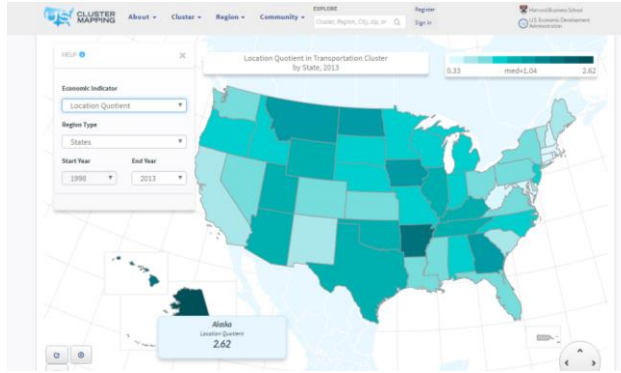 US CLUSTER MAPPING
About Cluster Region Community
EXPLORE
Cluster, Region, City, zip, or
Register
Sign in
Harvard Business School
U.S. Economic Development Administration
HELP
Economic Indicator
Location Quotient
Region Type
States
Start Year End Year
1998 2013
Location Quotient in Transportation Cluster
by State, 2013
0.33 med=1.04 2.62
Alaska
Location Quotient
2.62